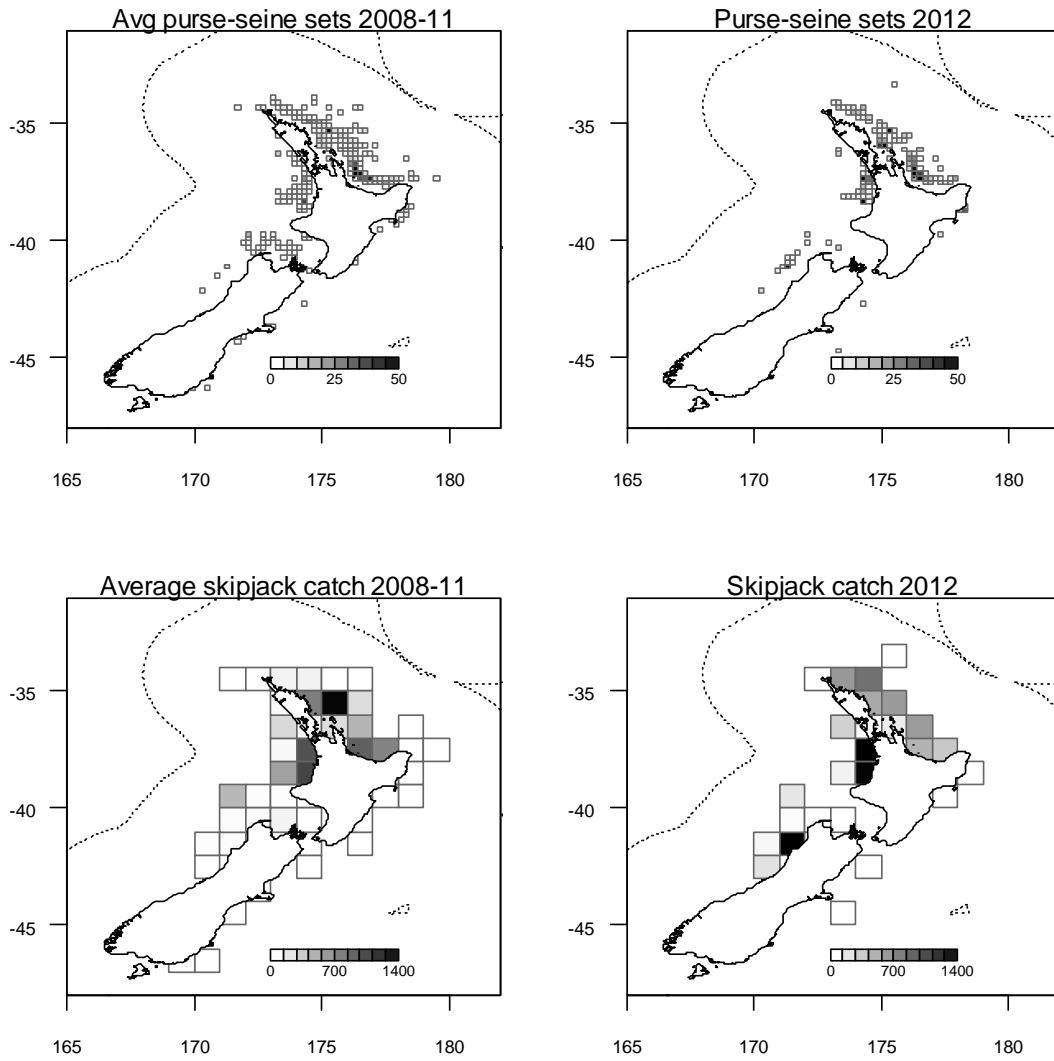 Avg purse-seine sets 2008-11
Purse-seine sets 2012
-35
-40
-45
0 25 50
165 170 175 180
-35
-40
-45
0 25 50
165 170 175 180
Average skipjack catch 2008-11
Skipjack catch 2012
-35
-40
-45
0 700 1400
165 170 175 180
-35
-40
-45
0 700 1400
165 170 175 180